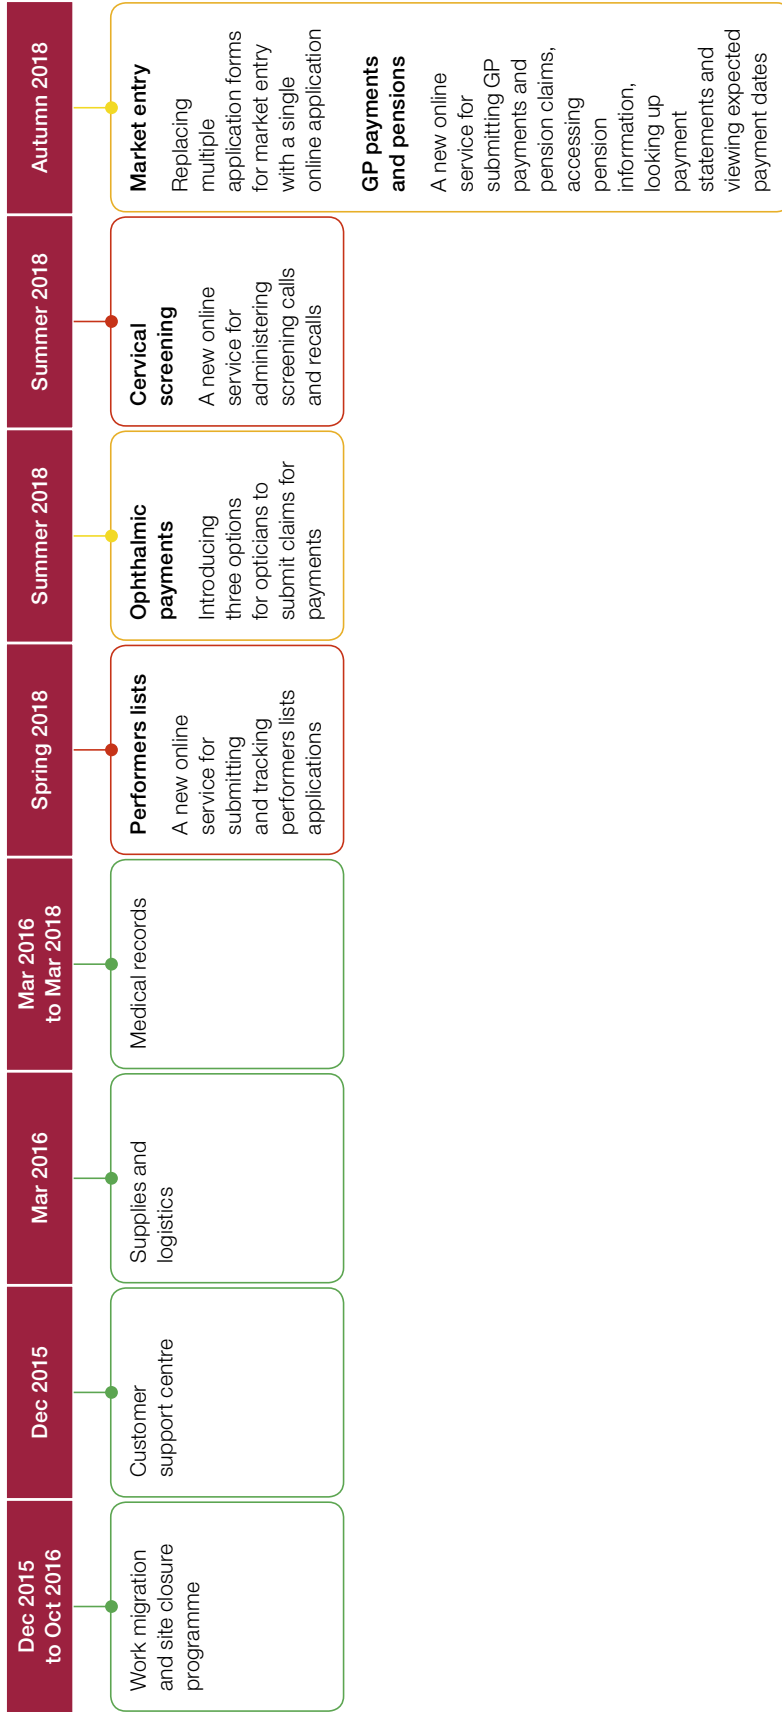 Dec 2015
to Oct 2016
Work migration
and site closure
programme
Dec 2015
Customer
support centre
Mar 2016
Supplies and
logistics
Mar 2016
to Mar 2018
Medical records
Spring 2018
Performers lists
A new online
service for
submitting
and tracking
performers lists
applications
Summer 2018
Ophthalmic
payments
Introducing
three options
for opticians to
submit claims for
payments
Summer 2018
Cervical
screening
A new online
service for
administering
screening calls
and recalls
Autumn 2018
Market entry
Replacing
multiple
application forms
for market entry
with a single
online application
GP payments
and pensions
A new online
service for
submitting GP
payments and
pension claims,
accessing
pension
information,
looking up
payment
statements and
viewing expected
payment dates